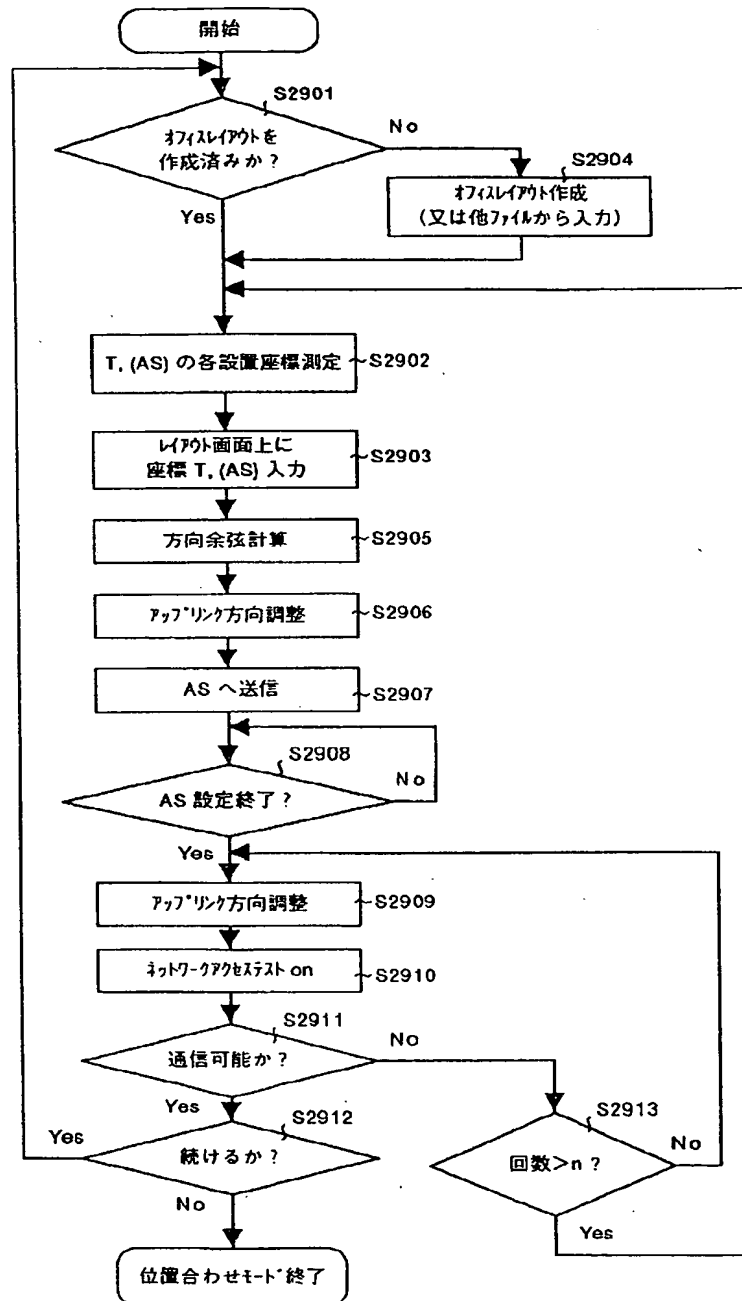 開始
S2901
オフィスレイアウトを
作成済みか？
No
S2904
オフィスレイアウト作成
(又は他ファイルから入力)
Yes
T, (AS) の各設置座標測定
S2902
レイアウト画面上に
座標 T, (AS) 入力
S2903
方向余弦計算
S2905
アップリンク方向調整
S2906
AS へ送信
S2907
S2908
AS 設定終了？
No
Yes
アップリンク方向調整
S2909
ネットワークアクセステスト on
S2910
S2911
通信可能か？
No
Yes
S2912
続けるか？
Yes
No
S2913
回数>n？
No
Yes
位置合わせモード終了